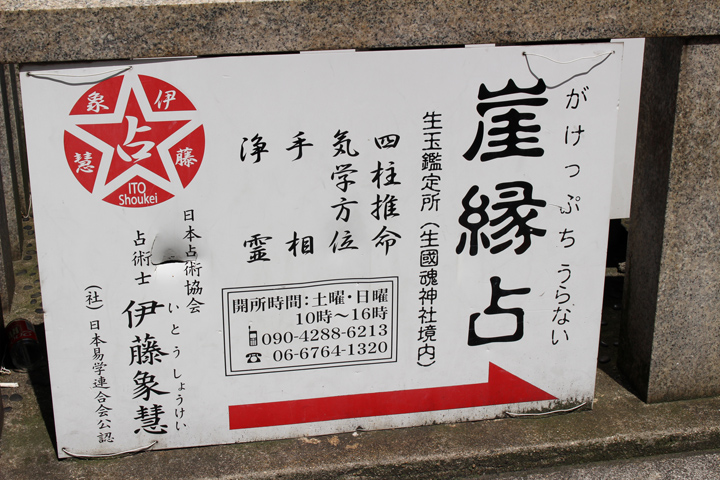 がけっぷち うらない
崖縁占
生玉鑑定所(生國魂神社境内)
四柱推命
気学方位
手相
浄霊
開所時間:土曜・日曜
10時〜16時
090-4288-6213
06-6764-1320
伊藤象慧
占
ITO
Shoukei
日本占術協会
占術士 伊藤象慧
いとうしょうけい
(社)日本易学連合会公認